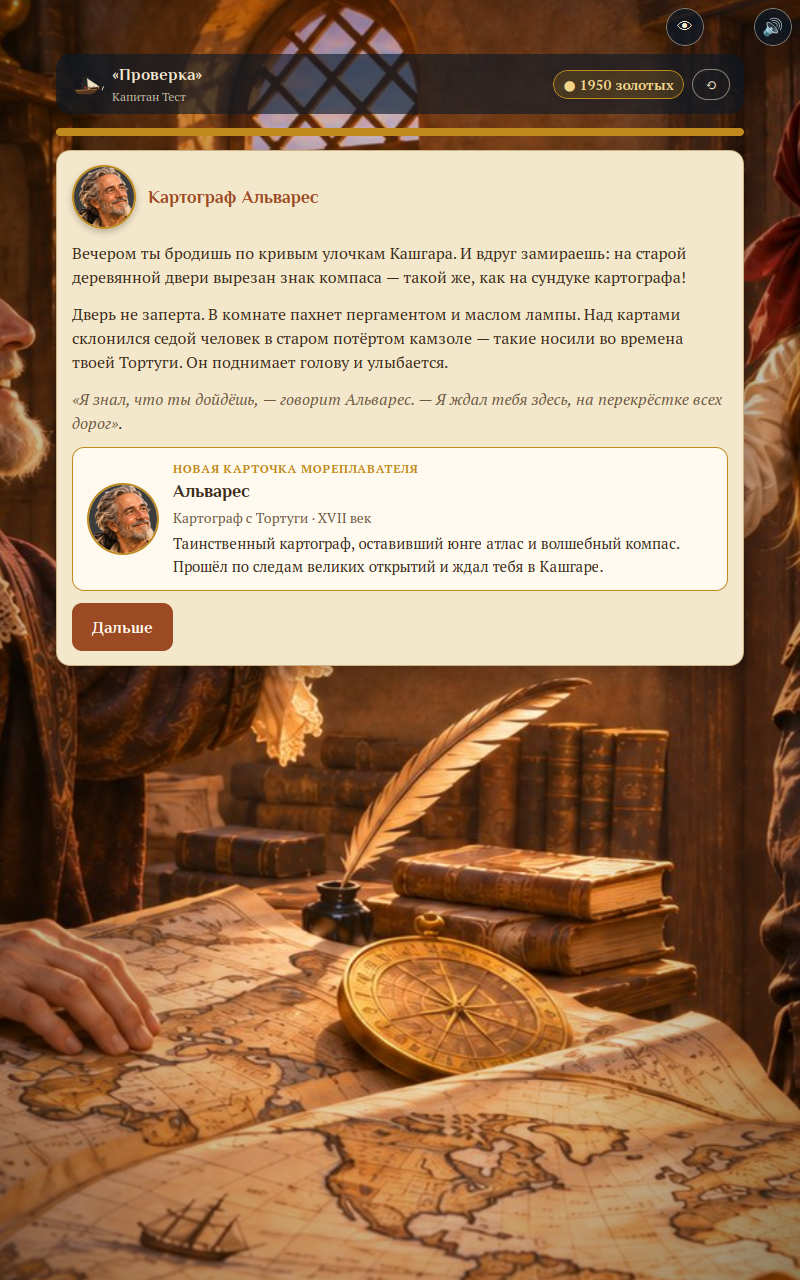 «Проверка»
Капитан Тест
1950 золотых
Картограф Альварес
Вечером ты бродишь по кривым улочкам Кашгара. И вдруг замираешь: на старой
деревянной двери вырезан знак компаса — такой же, как на сундуке картографа!
Дверь не заперта. В комнате пахнет пергаментом и маслом лампы. Над картами
склонился седой человек в старом потёртом камзоле — такие носили во времена
твоей Тортуги. Он поднимает голову и улыбается.
«Я знал, что ты дойдёшь, — говорит Альварес. — Я ждал тебя здесь, на перекрёстке всех
дорог».
НОВАЯ КАРТОЧКА МОРЕПЛАВАТЕЛЯ
Альварес
Картограф с Тортуги · XVII век
Таинственный картограф, оставивший юнге атлас и волшебный компас.
Прошёл по следам великих открытий и ждал тебя в Кашгаре.
Дальше